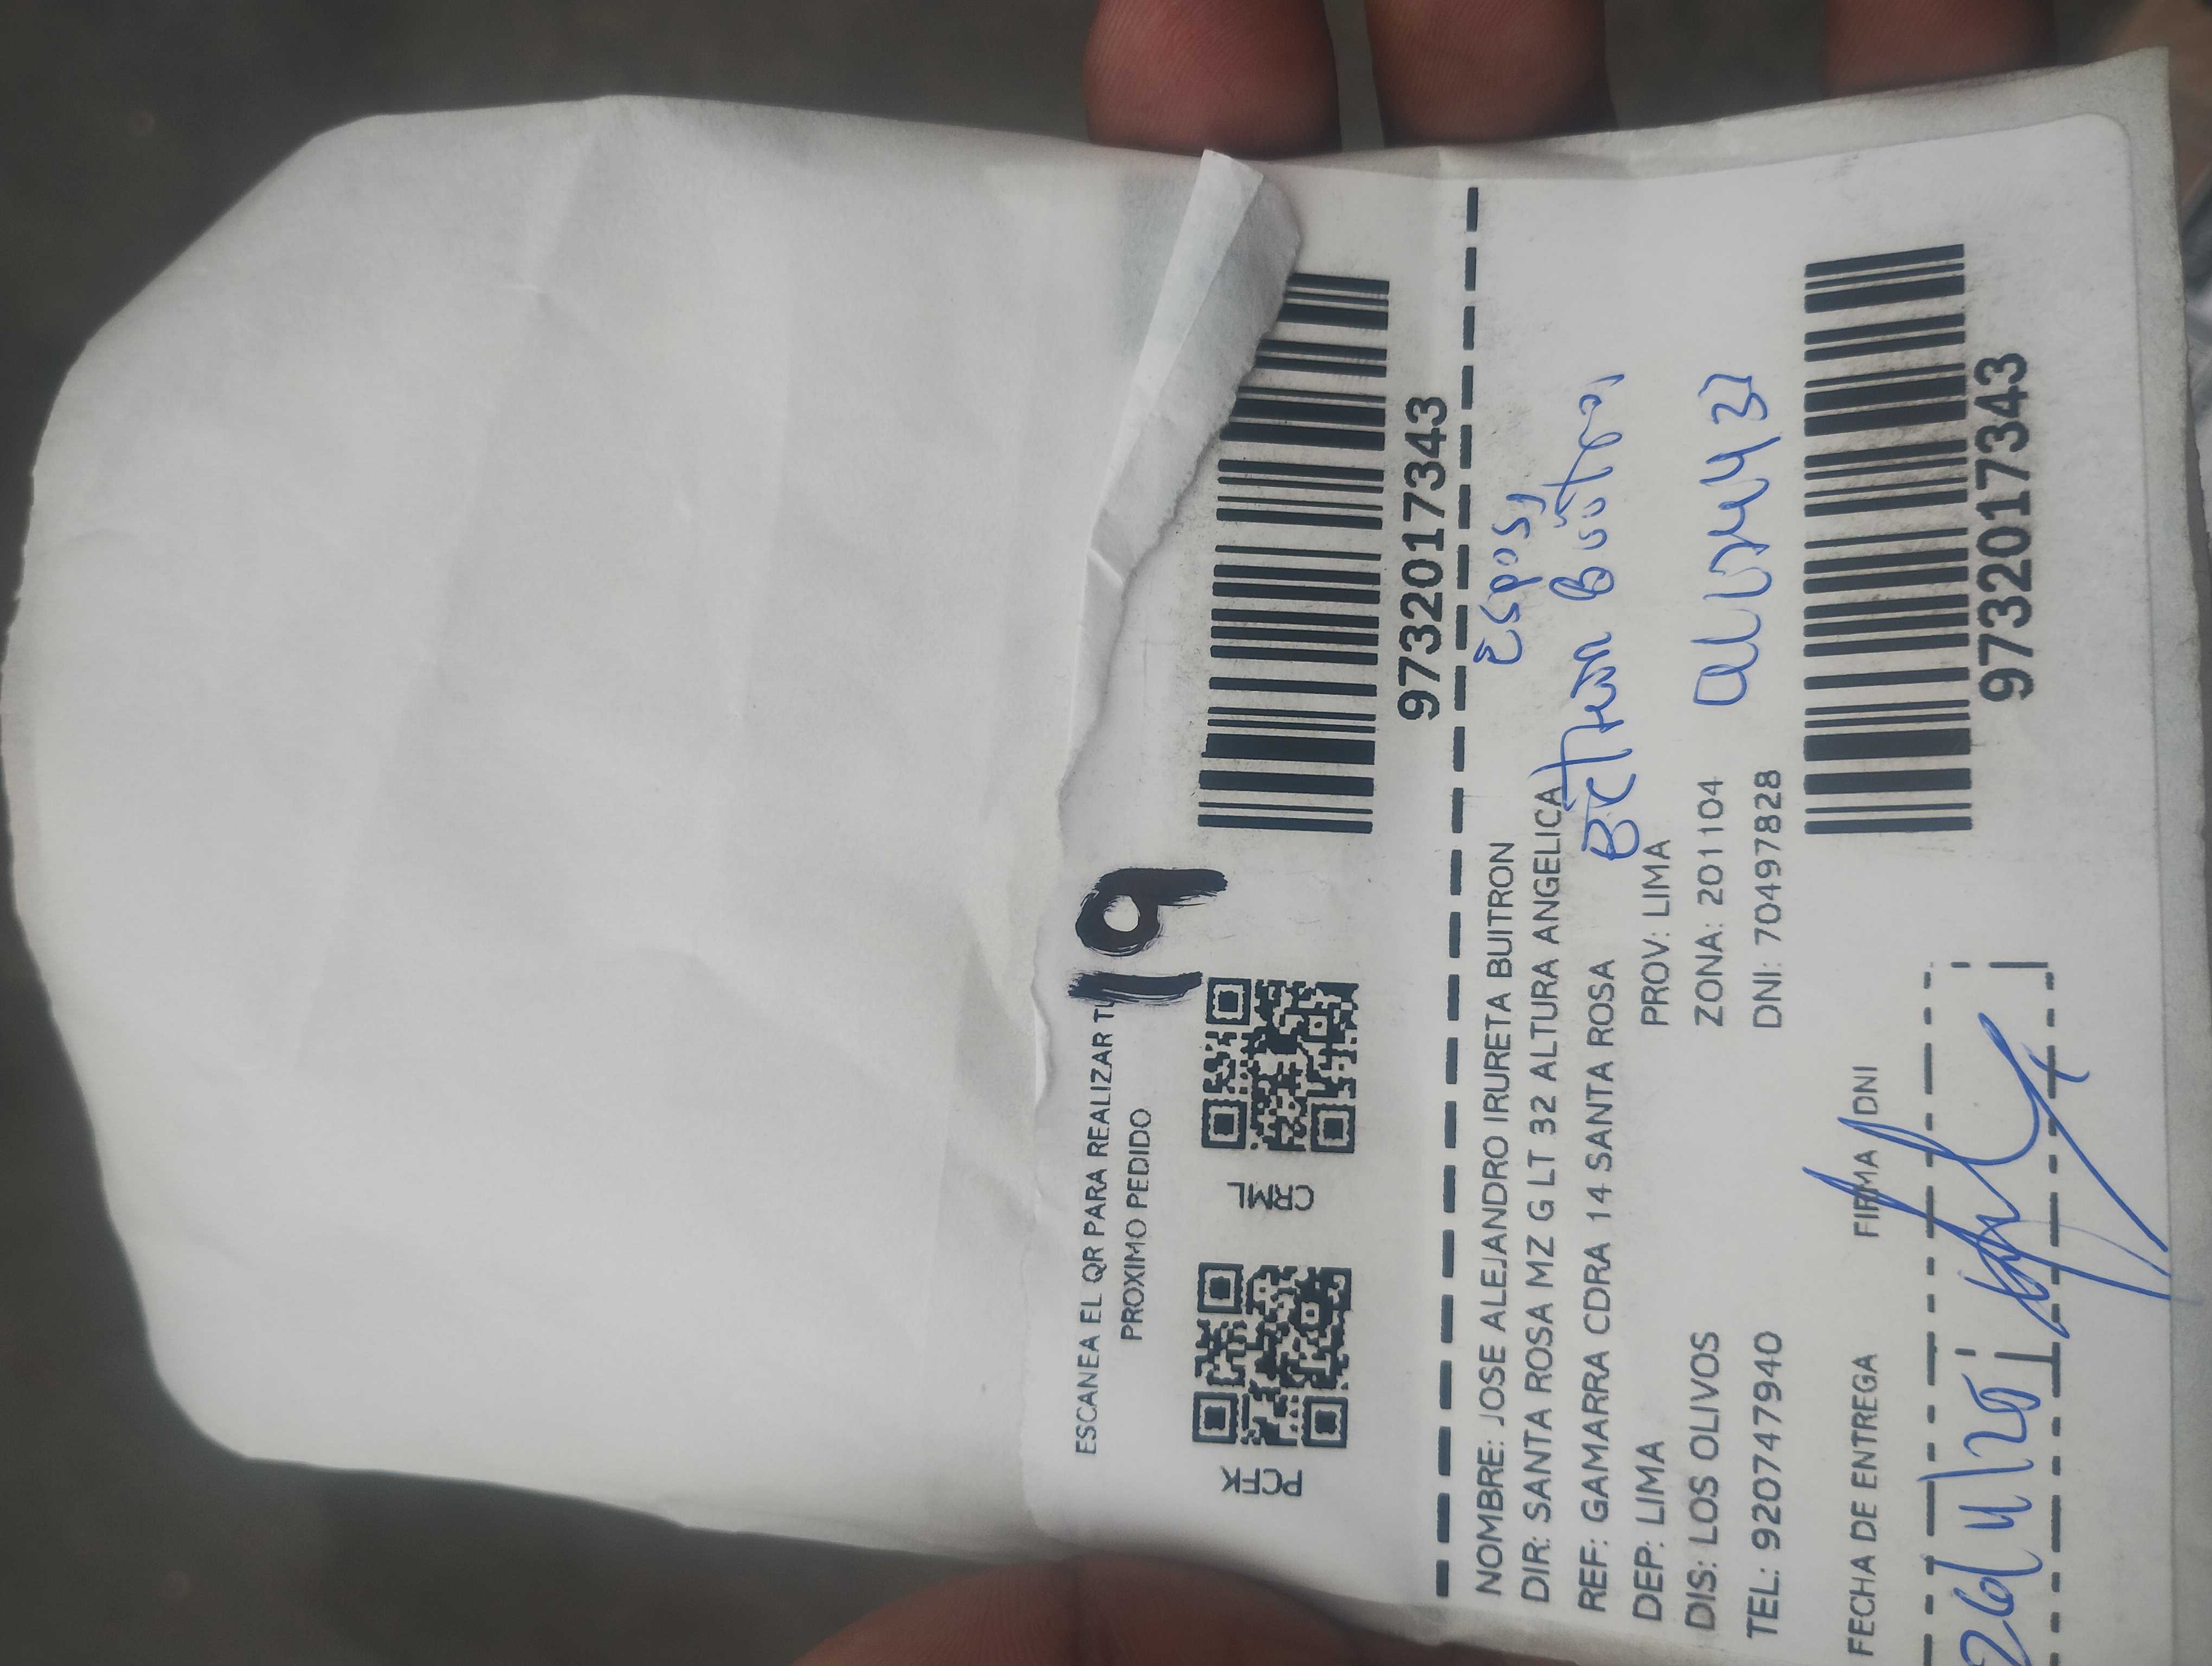 ESCANEA EL QR PARA REALIZAR TU
PROXIMO PEDIDO
19
PCTK
CRML
9732017343
NOMBRE: JOSE ALEJANDRO IRURETA BUITRON
DIR: SANTA ROSA MZ G LT 32 ALTURA ANGELICA
REF: GAMARRA CDRA 14 SANTA ROSA
DEP: LIMA PROV: LIMA
DIS: LOS OLIVOS ZONA: 201104
TEL: 920747940 DNI: 70497828
FECHA DE ENTREGA FIRMA DNI
9732017343